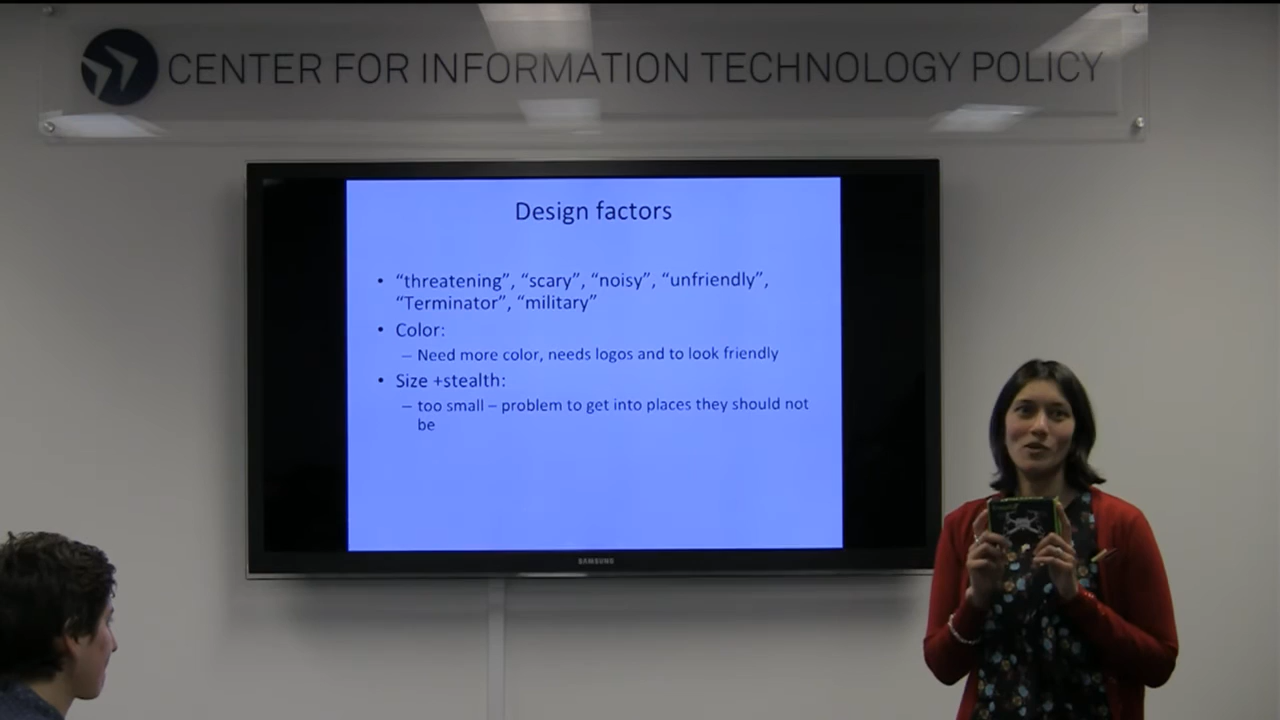 CENTER FOR INFORMATION TECHNOLOGY POLICY
Design factors
• “threatening”, “scary”, “noisy”, “unfriendly”,
“Terminator”, “military”
• Color:
– Need more color, needs logos and to look friendly
• Size +stealth:
– too small – problem to get into places they should not
be
SAMSUNG